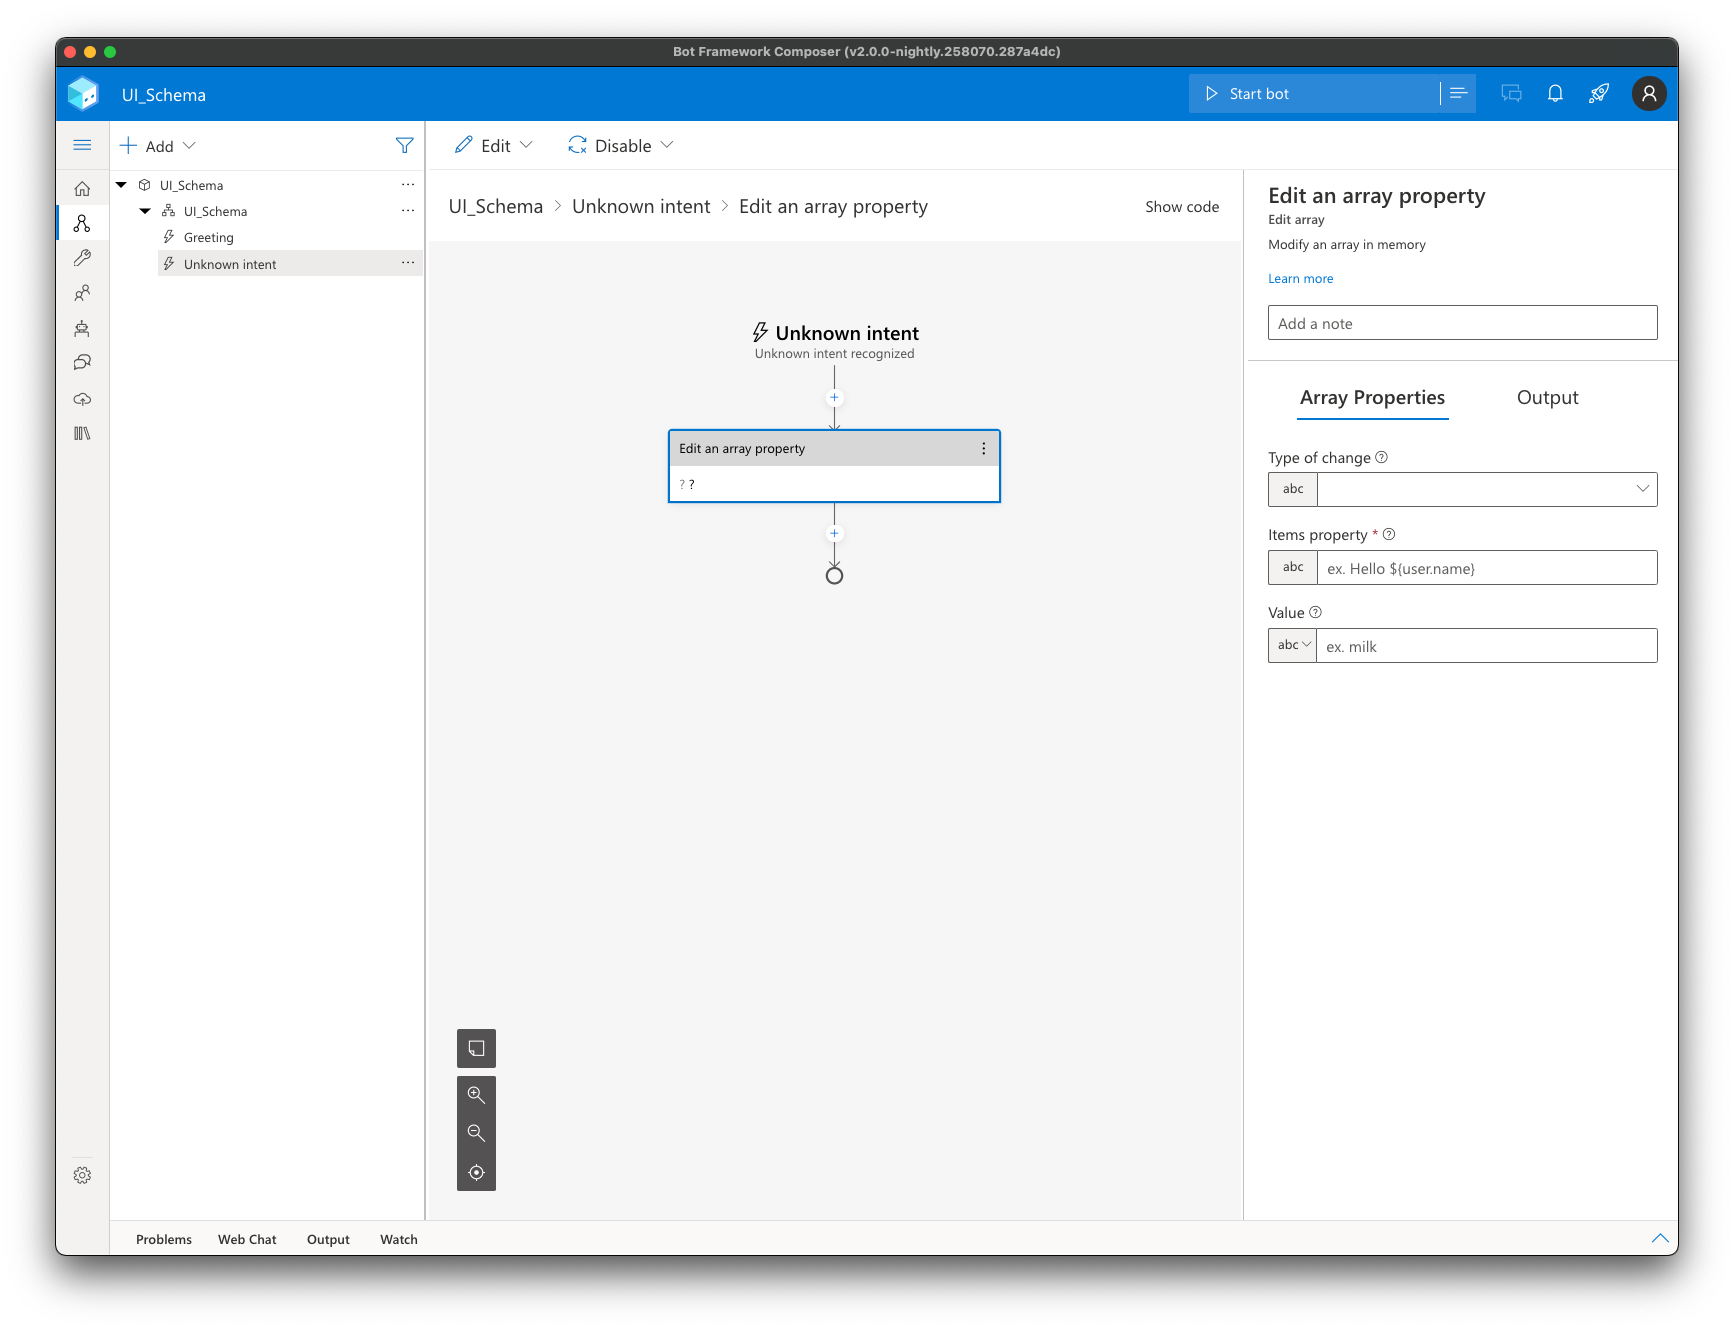 Bot Framework Composer (v2.0.0-nightly.258070.287a4dc)
UI_Schema
Start bot
Add
Edit
Disable
UI_Schema
UI_Schema
Greeting
Unknown intent
UI_Schema > Unknown intent > Edit an array property
Show code
Unknown intent
Unknown intent recognized
Edit an array property
? ?
Edit an array property
Edit array
Modify an array in memory
Learn more
Add a note
Array Properties
Output
Type of change
abc
Items property *
abc
ex. Hello ${user.name}
Value
abc
ex. milk
Problems
Web Chat
Output
Watch